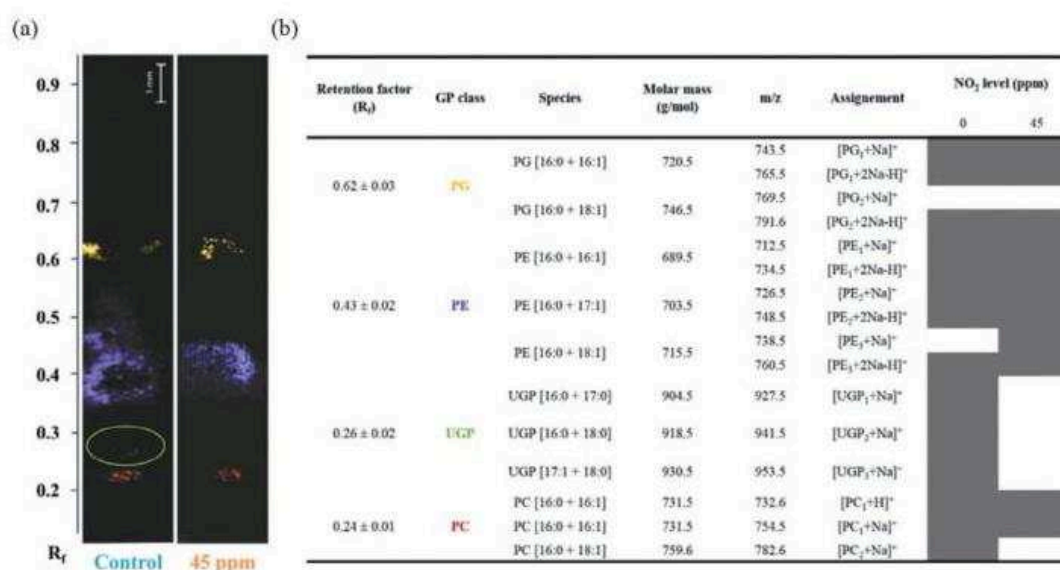 (a)
(b)
0.9
0.8
0.7
0.6
0.5
0.4
0.3
0.2
R_f
Control 45 ppm
1 mm
Retention factor (R_f) GP class Species Molar mass (g/mol) m/z Assignement NO₂ level (ppm)
0 45
PG [16:0 + 16:1] 720.5 743.5 [PG₁+Na]⁺
765.5 [PG₁+2Na-H]⁺
0.62 ± 0.03 PG
PG [16:0 + 18:1] 746.5 769.5 [PG₂+Na]⁺
791.6 [PG₂+2Na-H]⁺
PE [16:0 + 16:1] 689.5 712.5 [PE₁+Na]⁺
734.5 [PE₁+2Na-H]⁺
0.43 ± 0.02 PE PE [16:0 + 17:1] 703.5 726.5 [PE₂+Na]⁺
748.5 [PE₂+2Na-H]⁺
PE [16:0 + 18:1] 715.5 738.5 [PE₃+Na]⁺
760.5 [PE₃+2Na-H]⁺
UGP [16:0 + 17:0] 904.5 927.5 [UGP₁+Na]⁺
0.26 ± 0.02 UGP UGP [16:0 + 18:0] 918.5 941.5 [UGP₂+Na]⁺
UGP [17:1 + 18:0] 930.5 953.5 [UGP₃+Na]⁺
PC [16:0 + 16:1] 731.5 732.6 [PC₁+H]⁺
0.24 ± 0.01 PC PC [16:0 + 16:1] 731.5 754.5 [PC₁+Na]⁺
PC [16:0 + 18:1] 759.6 782.6 [PC₂+Na]⁺